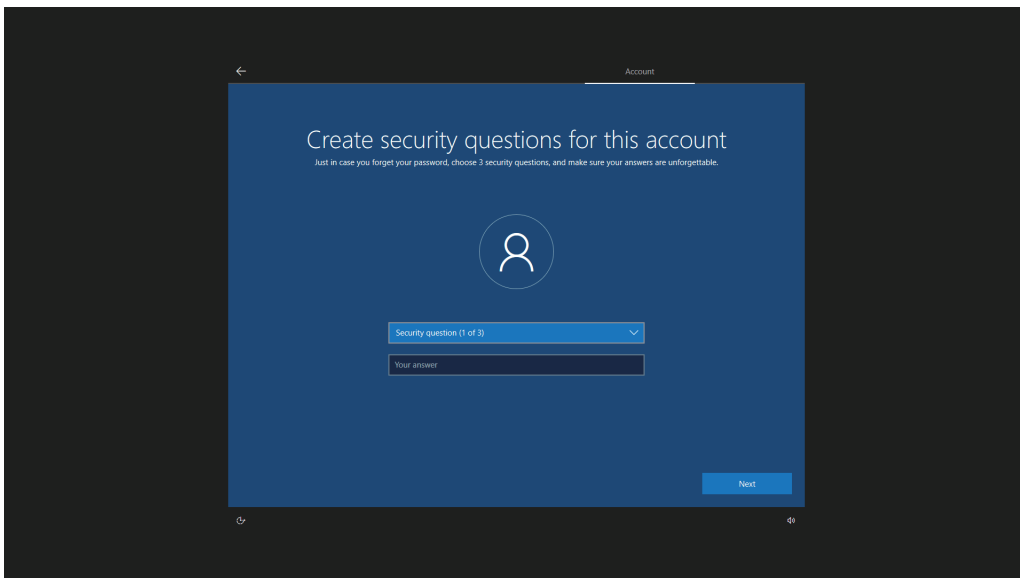 Account
Create security questions for this account
Just in case you forget your password, choose 3 security questions, and make sure your answers are unforgettable.
Security question (1 of 3)
Your answer
Next